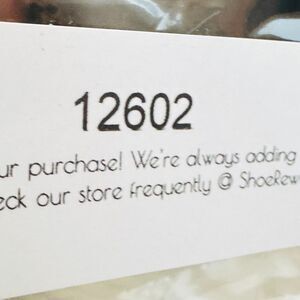 12602
ur purchase! We're always adding
eck our store frequently @ ShoeRew